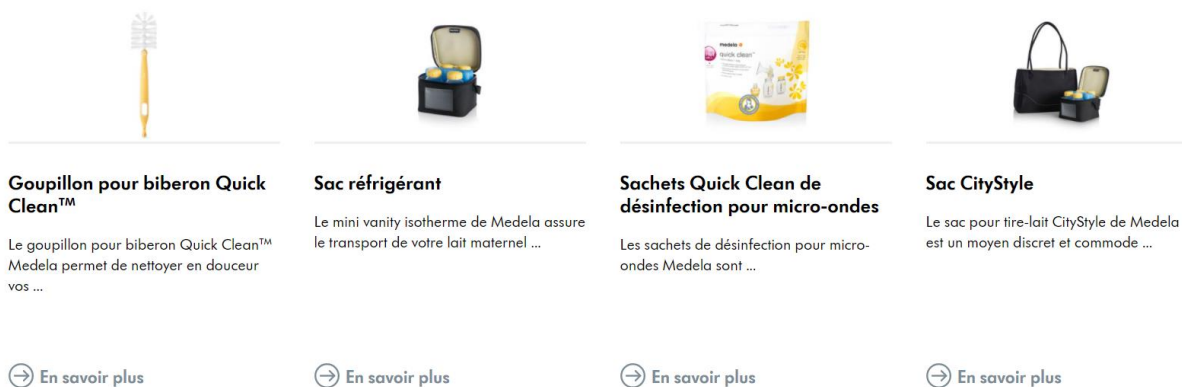 medela
quick clean™
Goupillon pour biberon Quick
Clean™
Le goupillon pour biberon Quick Clean™
Medela permet de nettoyer en douceur
vos ...
En savoir plus
Sac réfrigérant
Le mini vanity isotherme de Medela assure
le transport de votre lait maternel ...
En savoir plus
Sachets Quick Clean de
désinfection pour micro-ondes
Les sachets de désinfection pour micro-
ondes Medela sont ...
En savoir plus
Sac CityStyle
Le sac pour tire-lait CityStyle de Medela
est un moyen discret et commode ...
En savoir plus